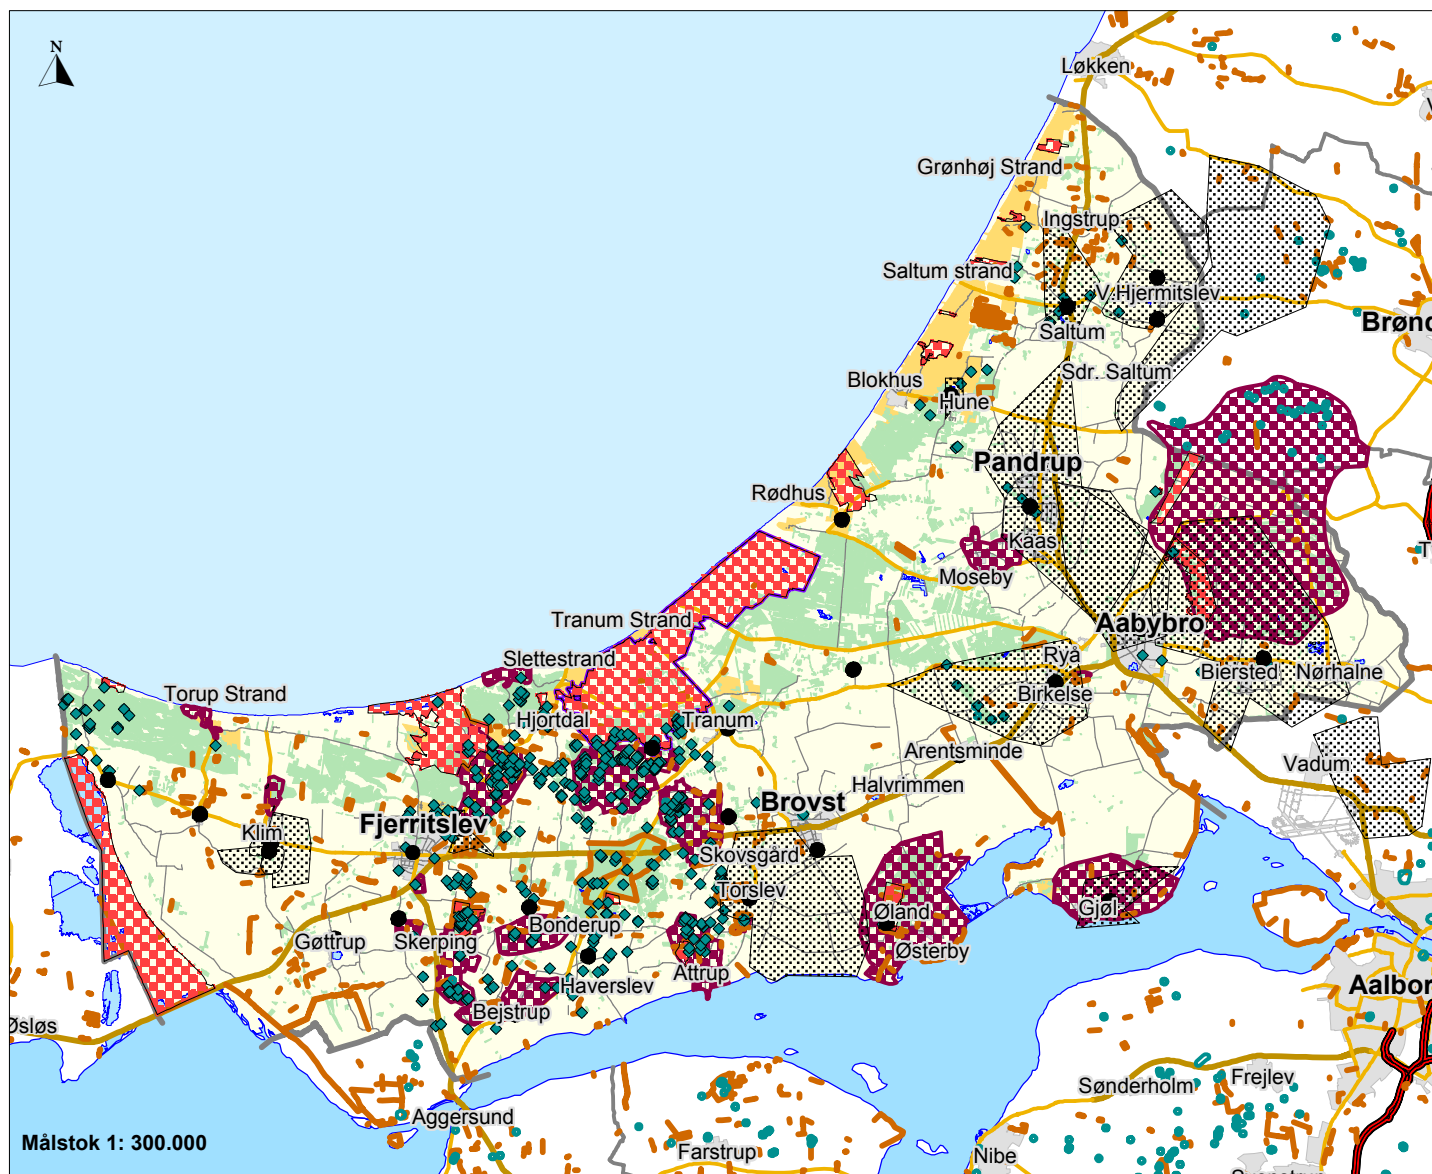 N
Løkken
Grønhøj Strand
Ingstrup
Saltum strand
V.Hjermitslev
Saltum
Brønd
Sdr. Saltum
Blokhus
Hune
Pandrup
Rødhus
Kaas
Moseby
Tranum Strand
Aabybro
Slettestrand
Ryå
Biersted
Nørhalne
Torup Strand
Birkelse
Hjortdal
Tranum
Arentsminde
Vadum
Halvrimmen
Brovst
Fjerritslev
Klim
Skovsgård
Torslev
Øland
Gjøl
Bonderup
Gøttrup
Skerping
Østerby
Attrup
Haverslev
Aalbor
Bejstrup
Øsløs
Frejlev
Sønderholm
Aggersund
Målstok 1: 300.000
Farstrup
Nibe